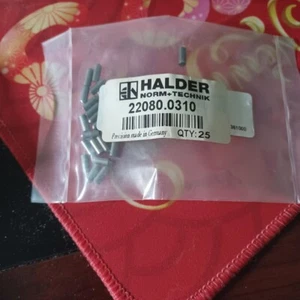 HALDER
NORM+TECHNIK
22080.0310
Precision made in Germany QTY: 25